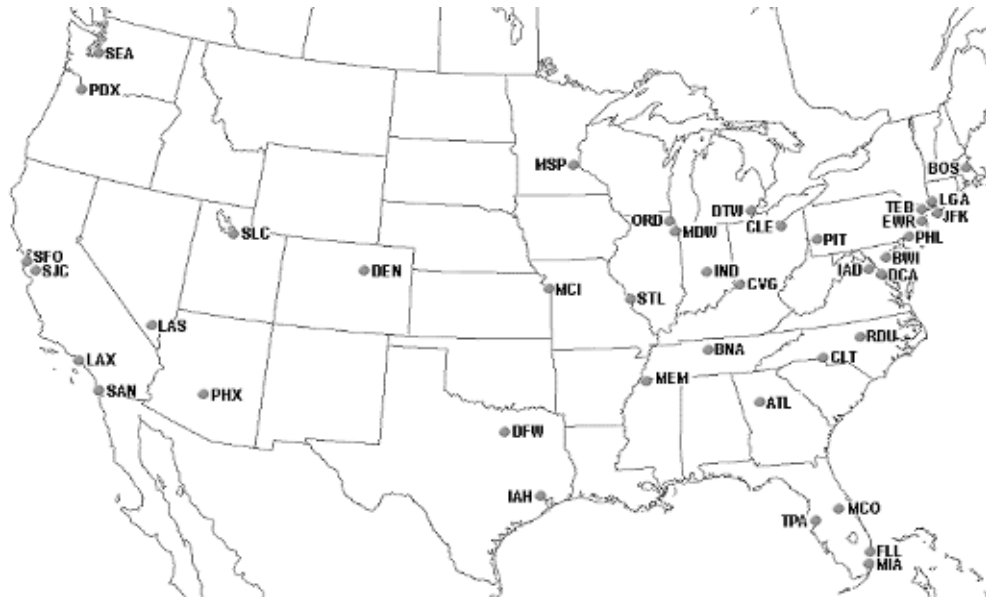 SEA
PDX
MSP
BOS
LGA
TEB
JFK
DTW
ORD
EWR
CLE
MDW
SLC
PHL
PIT
SFO
BWI
SJC
DEN
IND
IAD
DCA
CVG
MCI
STL
LAS
RDU
BNA
CLT
LAX
MEM
SAN
PHX
ATL
DFW
IAH
MCO
TPA
FLL
MIA